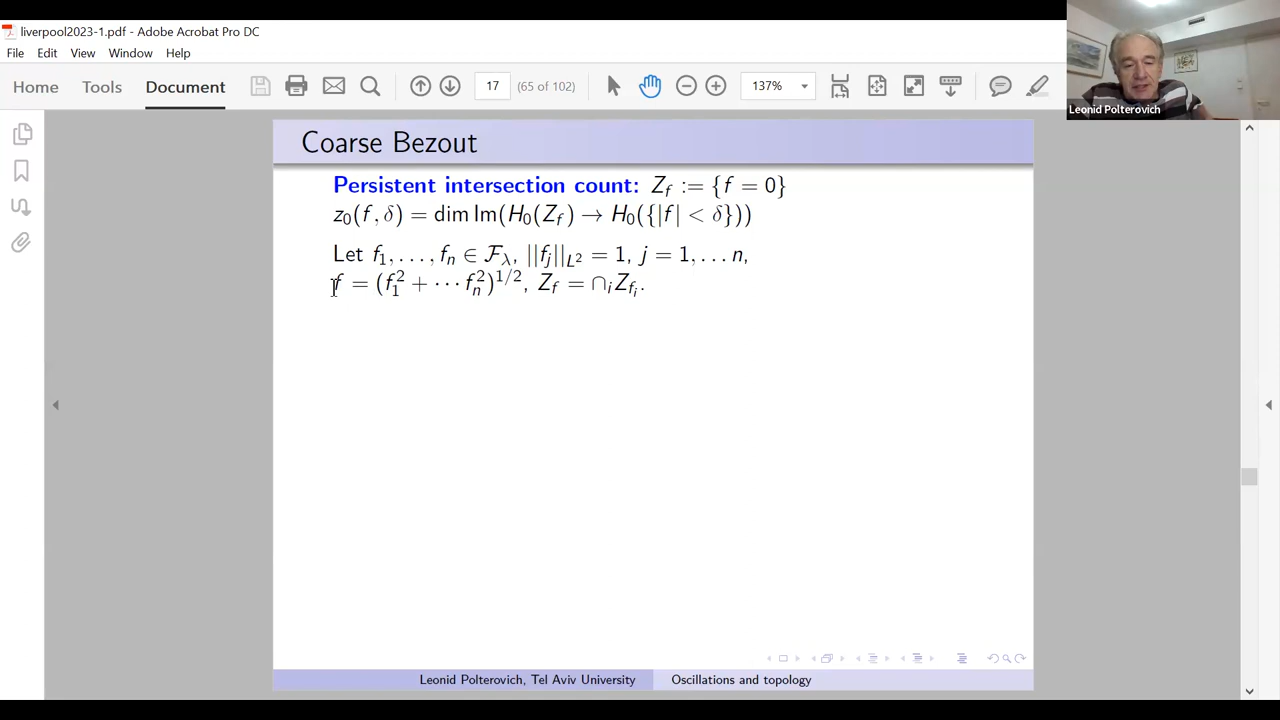 liverpool2023-1.pdf - Adobe Acrobat Pro DC
File Edit View Window Help
Home Tools Document 17 (65 of 102) 137%
Leonid Polterovich
Coarse Bezout
Persistent intersection count: Z_f := {f = 0}
z_0(f, δ) = dim Im(H_0(Z_f) → H_0({|f| < δ}))
Let f_1, . . . , f_n ∈ F_λ, ||f_j||_{L^2} = 1, j = 1, . . . n,
f = (f_1^2 + · · · f_n^2)^{1/2}, Z_f = ∩_i Z_{f_i}.
Leonid Polterovich, Tel Aviv University Oscillations and topology